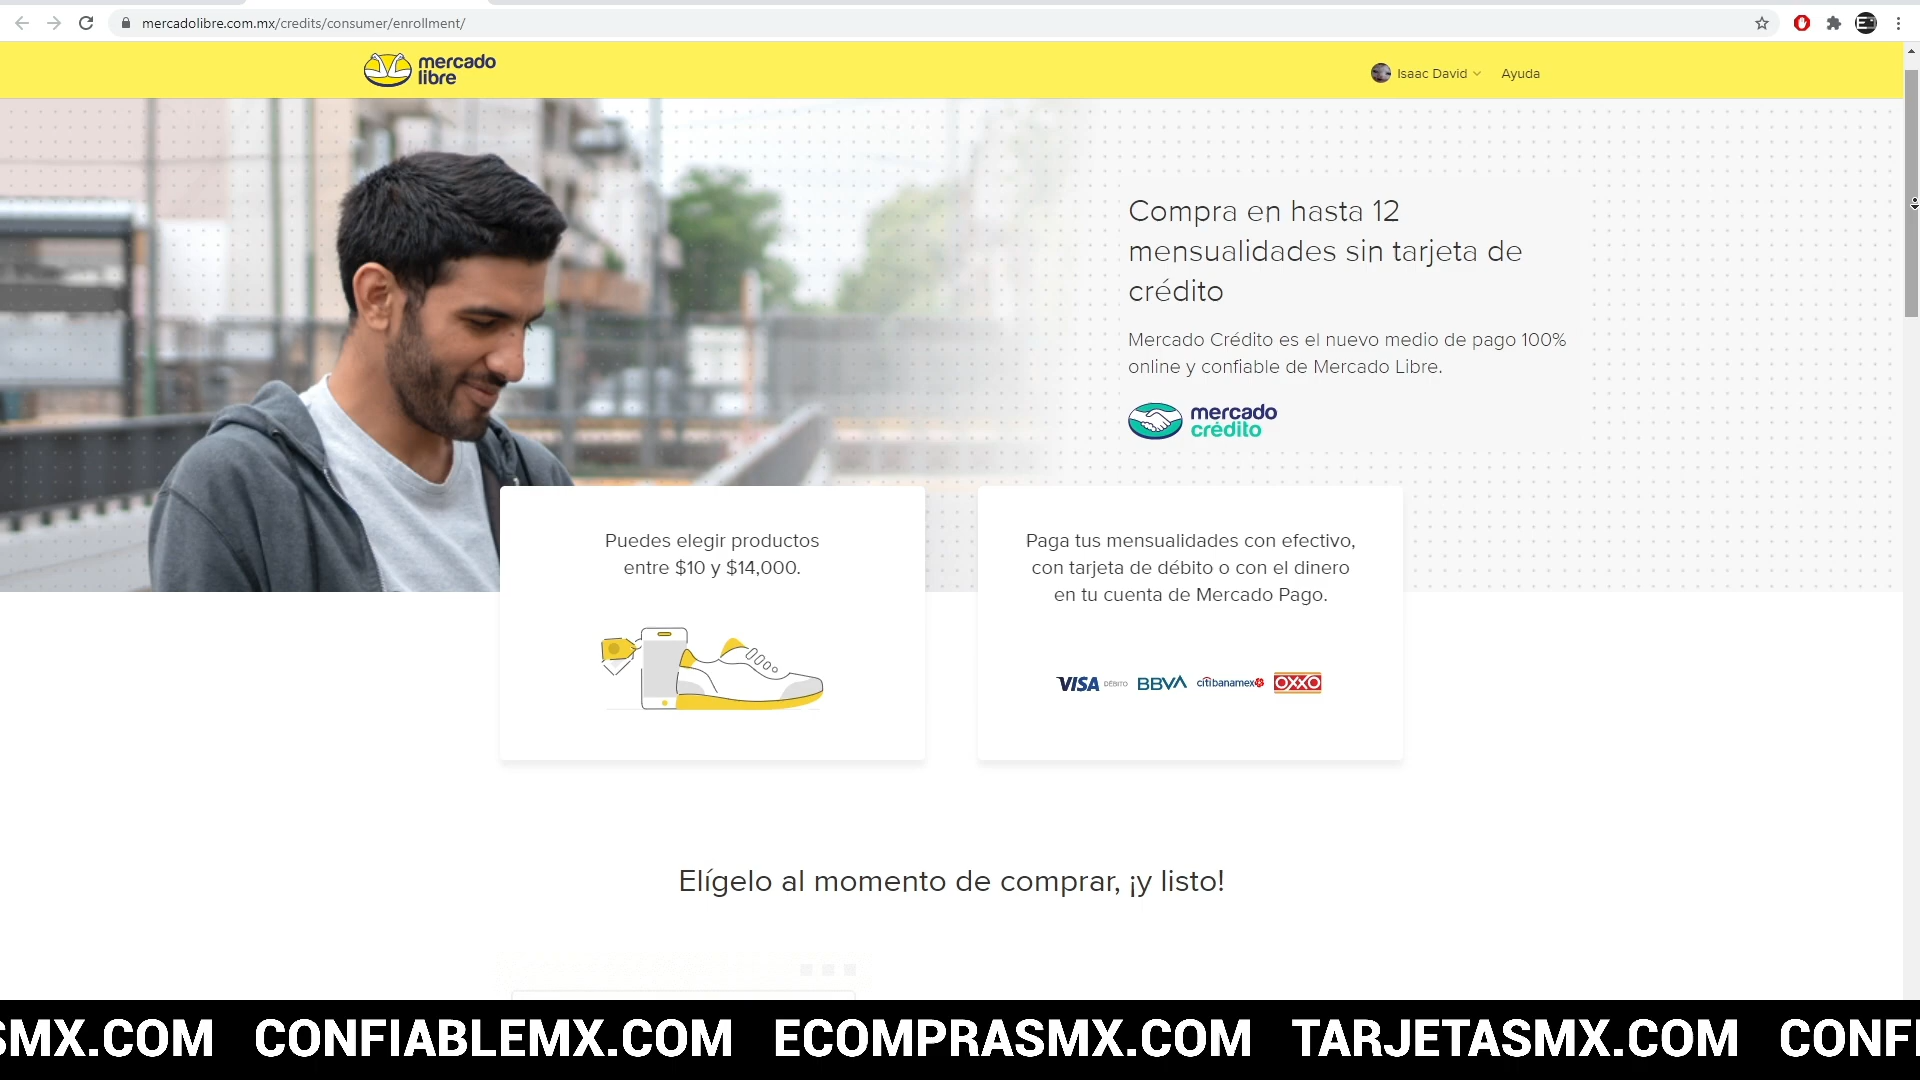 mercadolibre.com.mx/credits/consumer/enrollment/
mercado
libre
Isaac David
Ayuda
Compra en hasta 12
mensualidades sin tarjeta de
crédito
Mercado Crédito es el nuevo medio de pago 100%
online y confiable de Mercado Libre.
mercado
crédito
Puedes elegir productos
entre $10 y $14,000.
Paga tus mensualidades con efectivo,
con tarjeta de débito o con el dinero
en tu cuenta de Mercado Pago.
VISA DÉBITO BBVA citibanamex OXXO
Elígelo al momento de comprar, ¡y listo!
SMX.COM CONFIABLEMX.COM ECOMPRASMX.COM TARJETASMX.COM CONFI